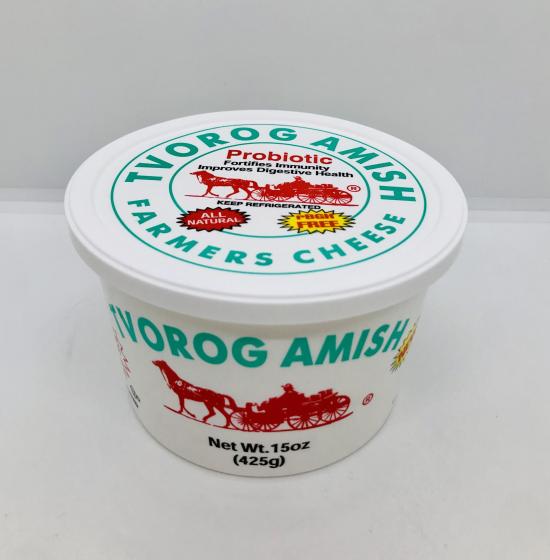 TVOROG AMISH
Probiotic
Fortifies Immunity
Improves Digestive Health
®
KEEP REFRIGERATED
ALL
NATURAL
rBGH
FREE
FARMERS CHEESE
TVOROG AMISH
®
Net Wt.15oz
(425g)